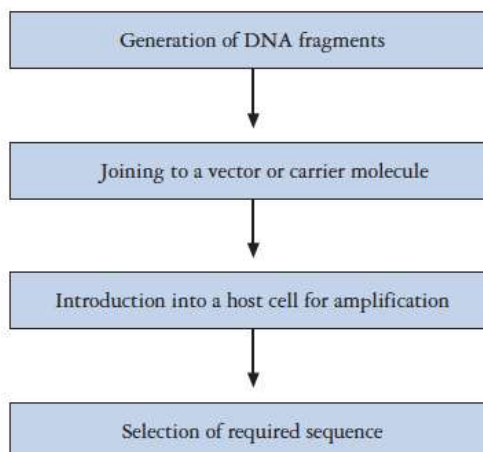 Generation of DNA fragments
Joining to a vector or carrier molecule
Introduction into a host cell for amplification
Selection of required sequence